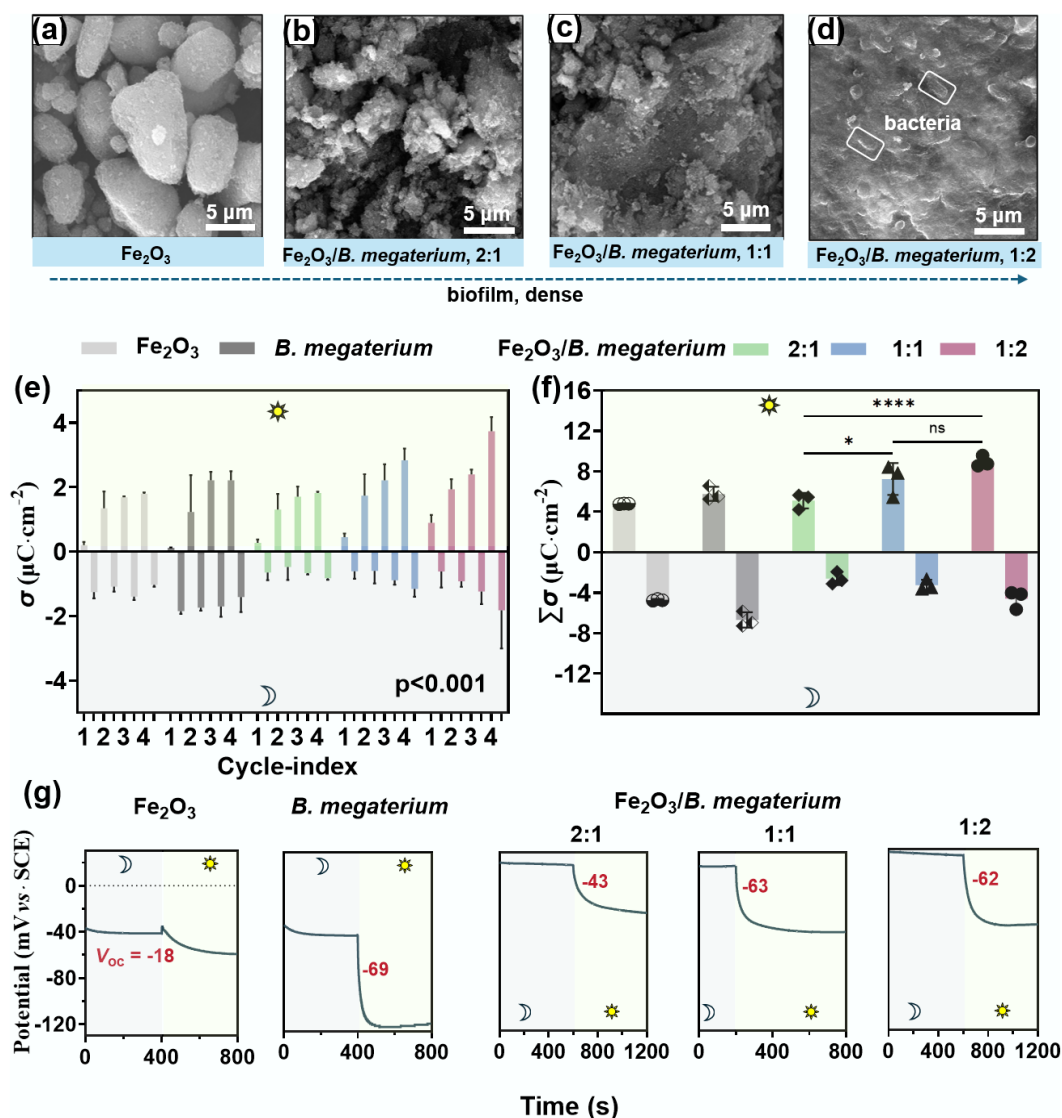 (a) (b) (c) (d)
bacteria
5 µm 5 µm 5 µm 5 µm
Fe₂O₃ Fe₂O₃/B. megaterium, 2:1 Fe₂O₃/B. megaterium, 1:1 Fe₂O₃/B. megaterium, 1:2
biofilm, dense
Fe₂O₃ B. megaterium Fe₂O₃/B. megaterium 2:1 1:1 1:2
(e)
σ (µC·cm⁻²)
4
2
0
-2
-4
p<0.001
1 2 3 4 1 2 3 4 1 2 3 4 1 2 3 4 1 2 3 4
Cycle-index
(f)
∑σ (µC·cm⁻²)
16
12
8
4
0
-4
-8
-12
****
*
ns
(g)
Fe₂O₃ B. megaterium Fe₂O₃/B. megaterium
2:1 1:1 1:2
Potential (mV vs· SCE)
0
-40
-80
-120
V_OC = -18
-69
-43
-63
-62
0 400 800 0 400 800 0 400 800 1200 0 200 400 600 800 0 400 800 1200
Time (s)